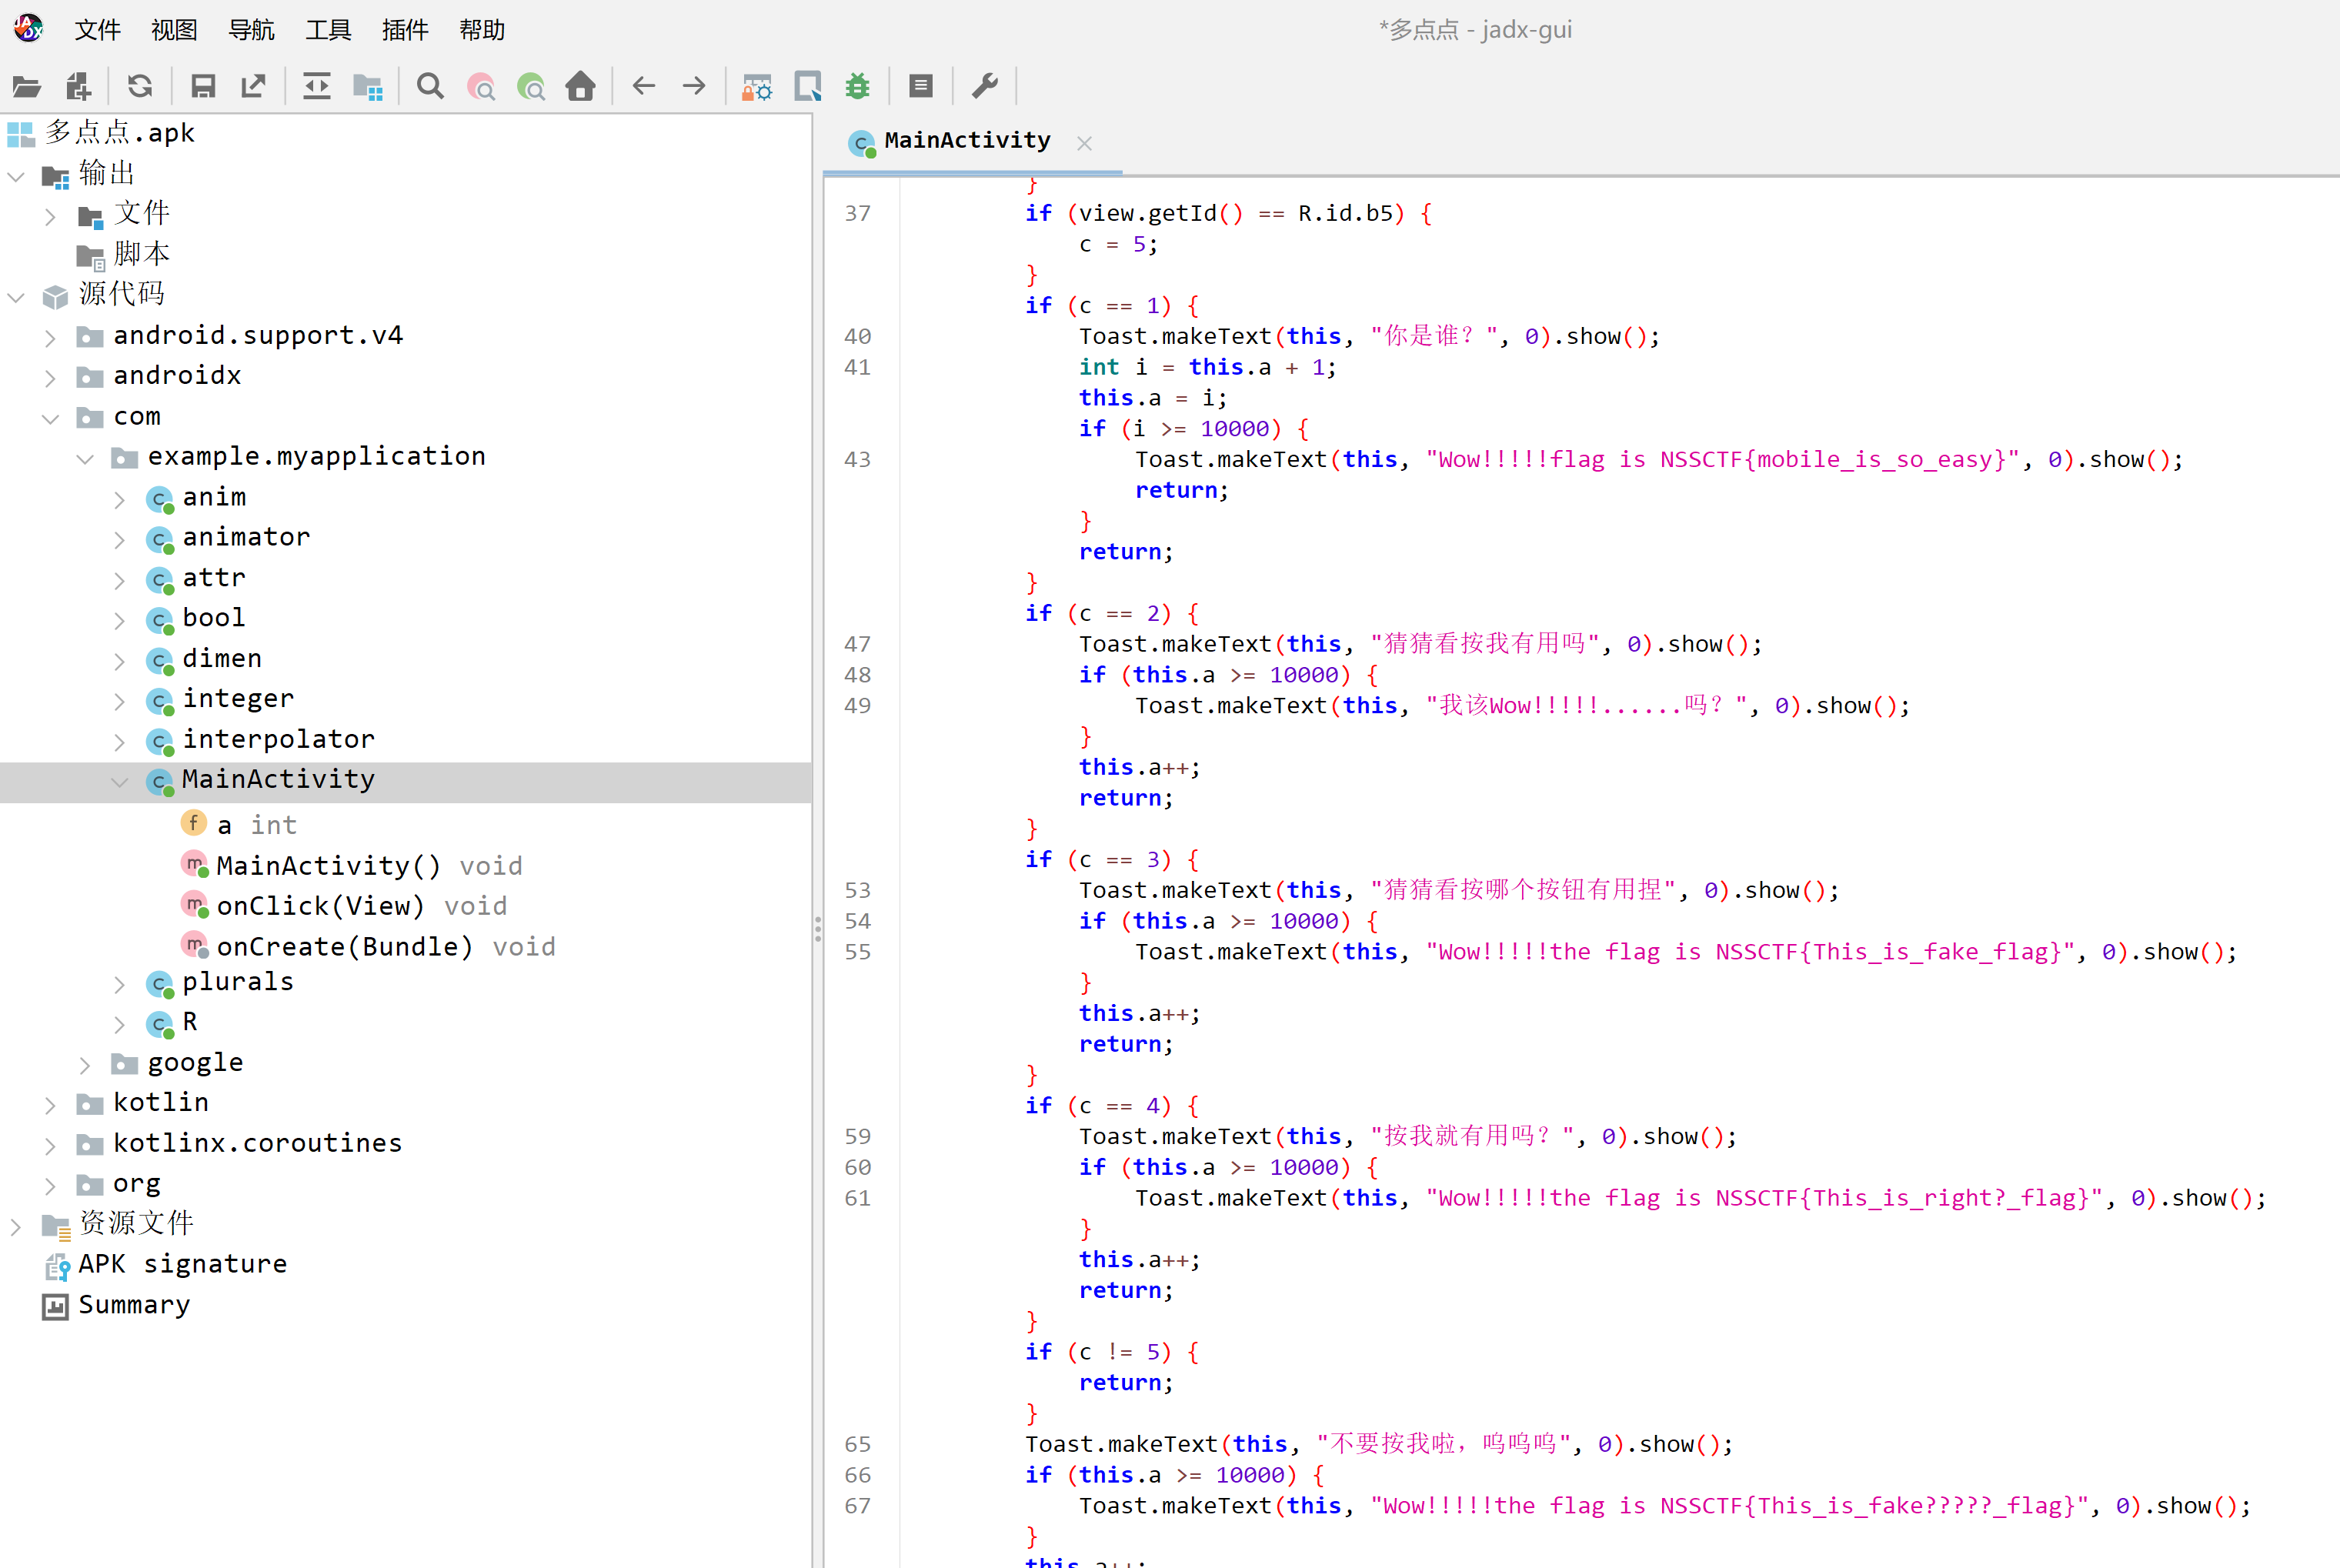 文件 视图 导航 工具 插件 帮助
*多点点 - jadx-gui
多点点.apk
输出
文件
脚本
源代码
android.support.v4
androidx
com
example.myapplication
anim
animator
attr
bool
dimen
integer
interpolator
MainActivity
a int
MainActivity() void
onClick(View) void
onCreate(Bundle) void
plurals
R
google
kotlin
kotlinx.coroutines
org
资源文件
APK signature
Summary
MainActivity
}
37 if (view.getId() == R.id.b5) {
c = 5;
}
if (c == 1) {
40 Toast.makeText(this, "你是谁？", 0).show();
41 int i = this.a + 1;
this.a = i;
if (i >= 10000) {
43 Toast.makeText(this, "Wow!!!!!flag is NSSCTF{mobile_is_so_easy}", 0).show();
return;
}
return;
}
if (c == 2) {
47 Toast.makeText(this, "猜猜看按我有用吗", 0).show();
48 if (this.a >= 10000) {
49 Toast.makeText(this, "我该Wow!!!!!......吗？", 0).show();
}
this.a++;
return;
}
if (c == 3) {
53 Toast.makeText(this, "猜猜看按哪个按钮有用捏", 0).show();
54 if (this.a >= 10000) {
55 Toast.makeText(this, "Wow!!!!!the flag is NSSCTF{This_is_fake_flag}", 0).show();
}
this.a++;
return;
}
if (c == 4) {
59 Toast.makeText(this, "按我就有用吗？", 0).show();
60 if (this.a >= 10000) {
61 Toast.makeText(this, "Wow!!!!!the flag is NSSCTF{This_is_right?_flag}", 0).show();
}
this.a++;
return;
}
if (c != 5) {
return;
}
65 Toast.makeText(this, "不要按我啦，呜呜呜", 0).show();
66 if (this.a >= 10000) {
67 Toast.makeText(this, "Wow!!!!!the flag is NSSCTF{This_is_fake?????_flag}", 0).show();
}
this.a++;